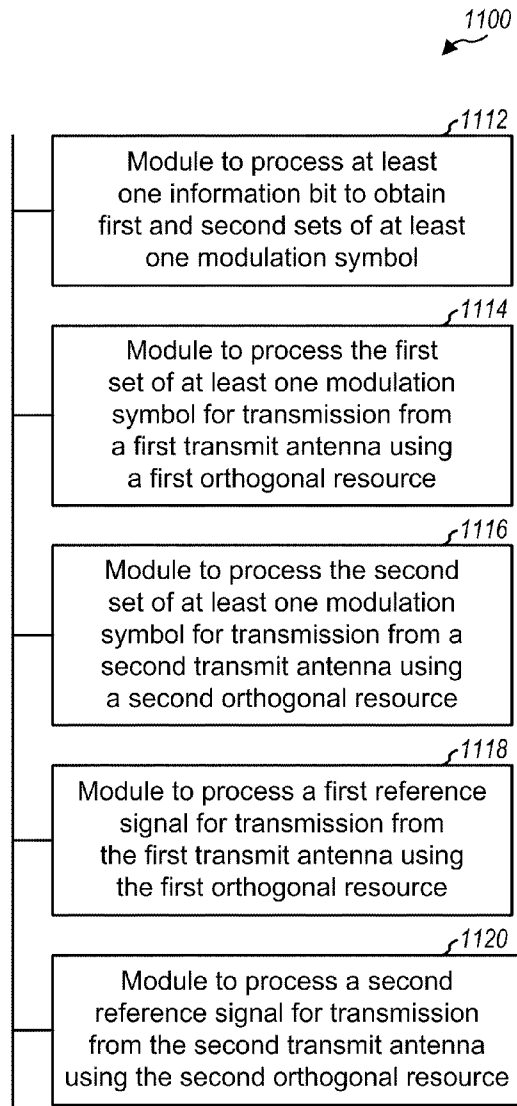 1100
1112
Module to process at least
one information bit to obtain
first and second sets of at least
one modulation symbol
1114
Module to process the first
set of at least one modulation
symbol for transmission from
a first transmit antenna using
a first orthogonal resource
1116
Module to process the second
set of at least one modulation
symbol for transmission from a
second transmit antenna using
a second orthogonal resource
1118
Module to process a first reference
signal for transmission from
the first transmit antenna using
the first orthogonal resource
1120
Module to process a second
reference signal for transmission
from the second transmit antenna
using the second orthogonal resource